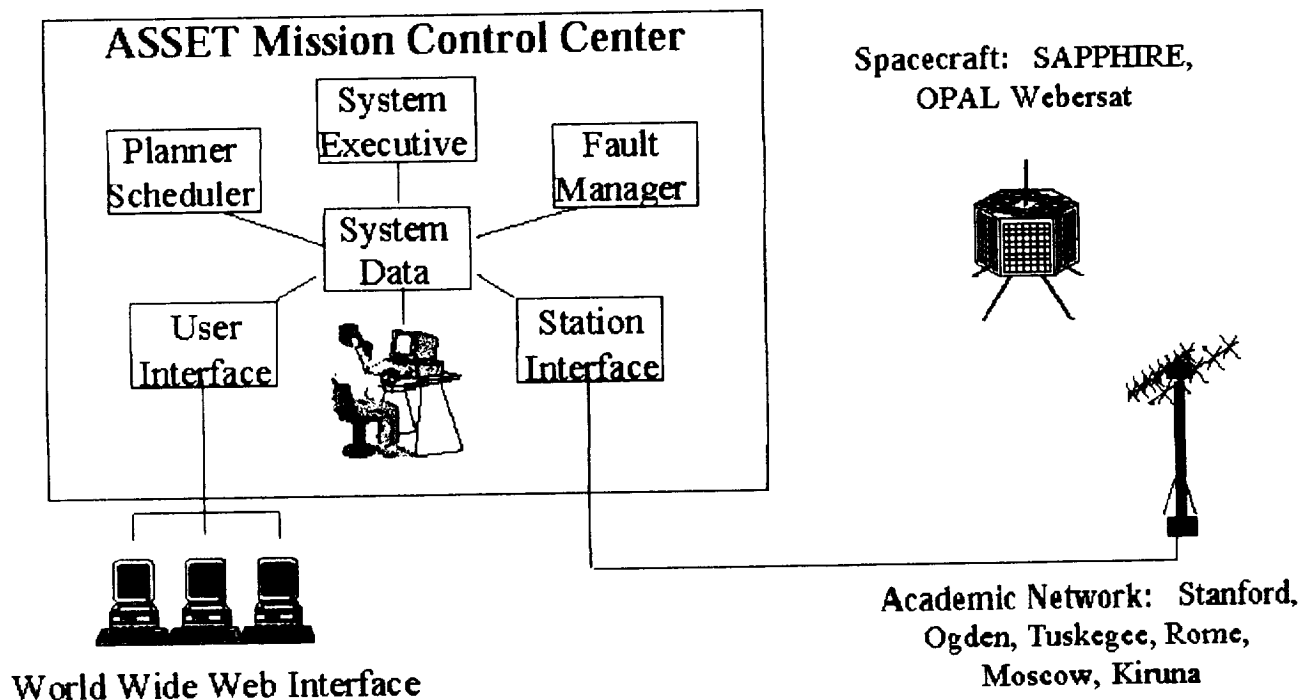 ASSET Mission Control Center
System
Executive
Planner
Scheduler
Fault
Manager
System
Data
User
Interface
Station
Interface
World Wide Web Interface
Spacecraft: SAPPHIRE,
OPAL Webersat
Academic Network: Stanford,
Ogden, Tuskegee, Rome,
Moscow, Kiruna